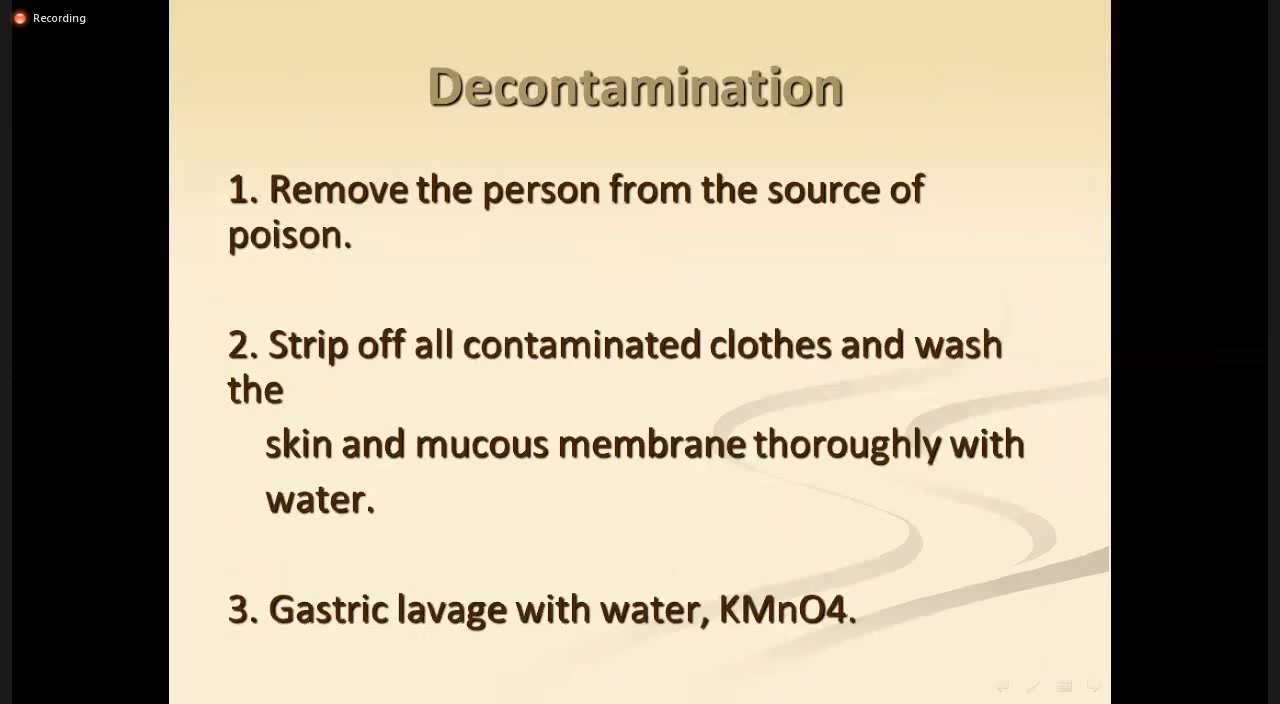 Recording
Decontamination
1. Remove the person from the source of
poison.
2. Strip off all contaminated clothes and wash
the
skin and mucous membrane thoroughly with
water.
3. Gastric lavage with water, KMnO4.